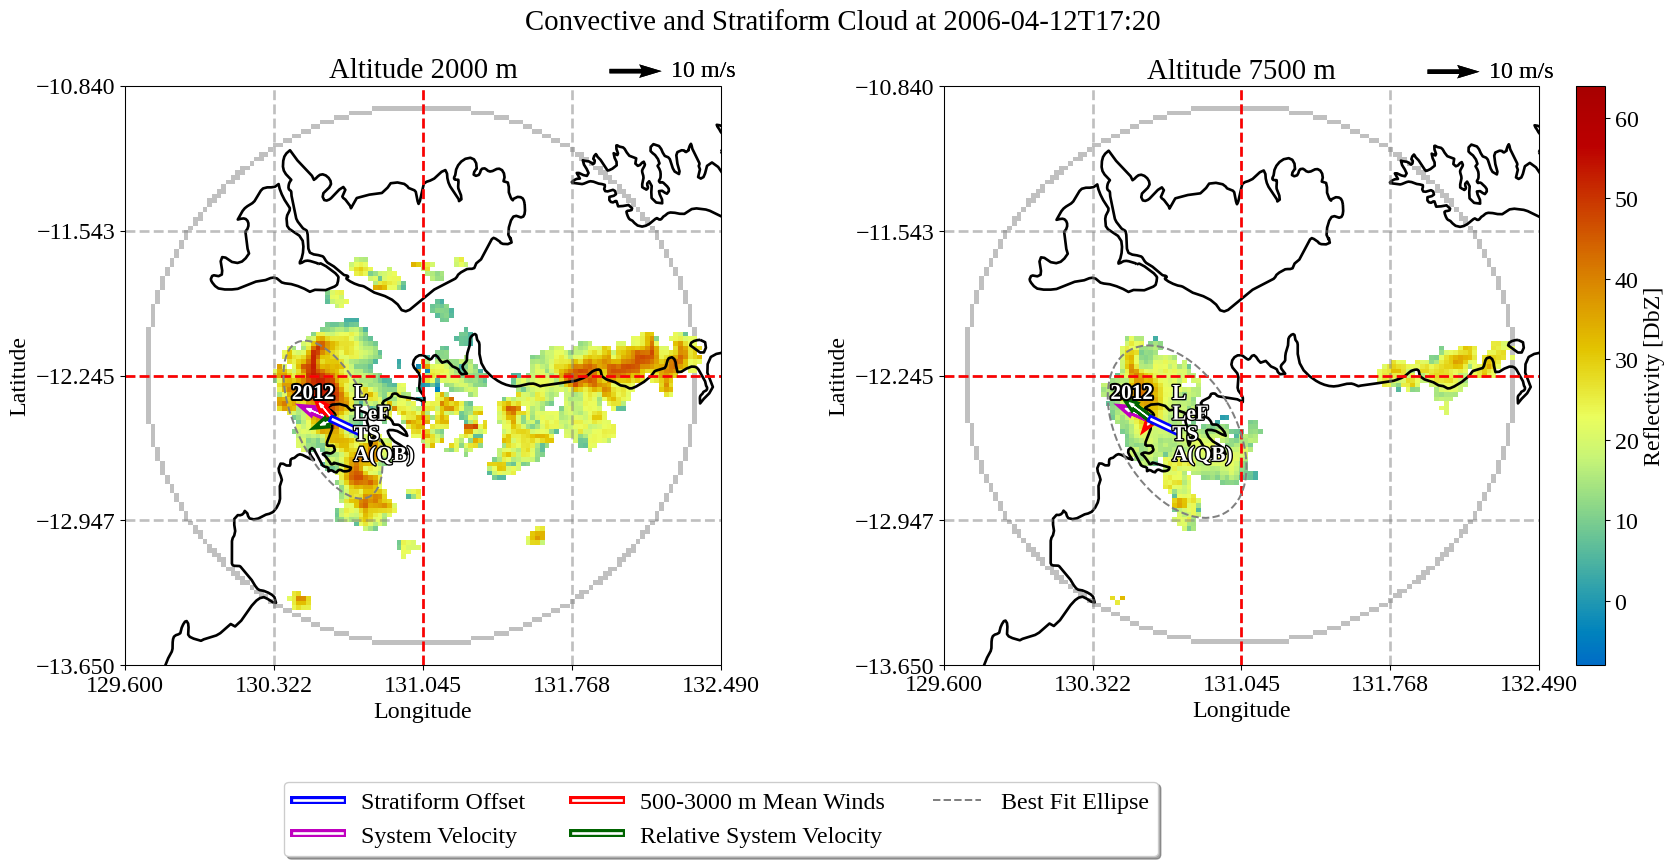 Convective and Stratiform Cloud at 2006-04-12T17:20
Altitude 2000 m
10 m/s
−10.840
−11.543
−12.245
−12.947
−13.650
Latitude
129.600
130.322
131.045
131.768
132.490
Longitude
2012
L
LeF
TS
A(QB)
Altitude 7500 m
10 m/s
−10.840
−11.543
−12.245
−12.947
−13.650
Latitude
129.600
130.322
131.045
131.768
132.490
Longitude
2012
L
LeF
TS
A(QB)
60
50
40
30
20
10
0
Reflectivity [DbZ]
Stratiform Offset
System Velocity
500-3000 m Mean Winds
Relative System Velocity
Best Fit Ellipse